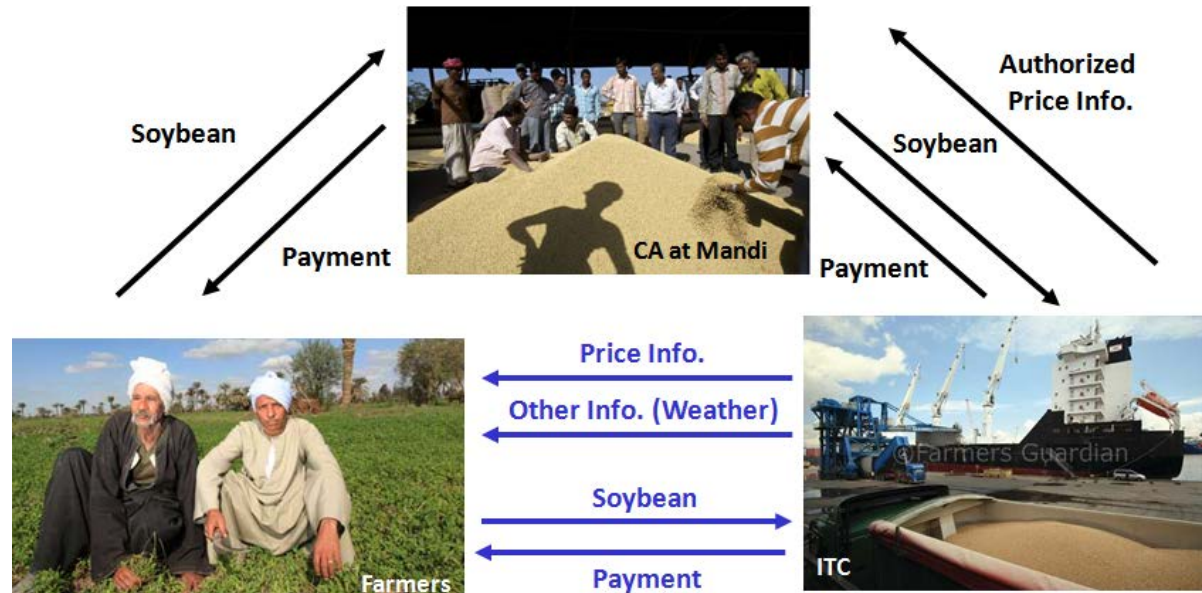 Soybean
Payment
CA at Mandi
Authorized
Price Info.
Soybean
Payment
Price Info.
Other Info. (Weather)
Soybean
Payment
Farmers
ITC
©Farmers Guardian